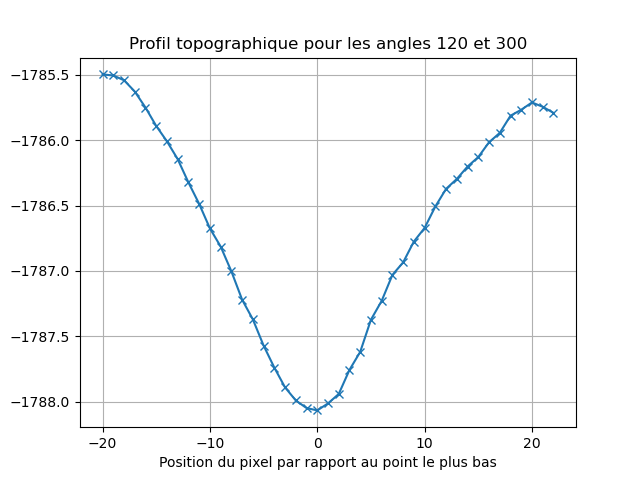 Profil topographique pour les angles 120 et 300
−1785.5
−1786.0
−1786.5
−1787.0
−1787.5
−1788.0
−20 −10 0 10 20
Position du pixel par rapport au point le plus bas